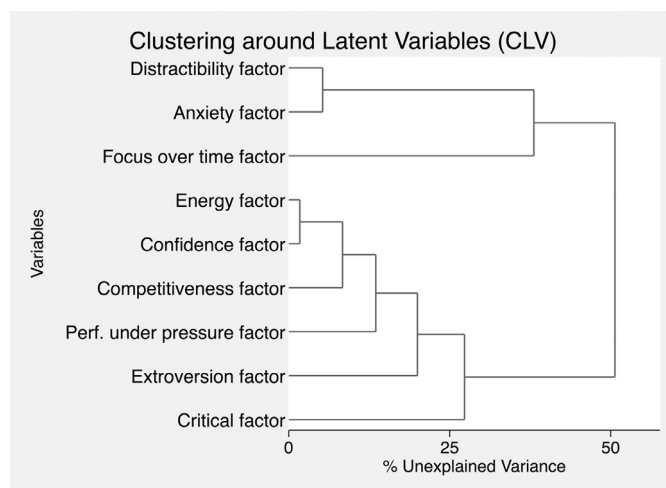 Clustering around Latent Variables (CLV)
Distractibility factor
Anxiety factor
Focus over time factor
Energy factor
Confidence factor
Competitiveness factor
Perf. under pressure factor
Extroversion factor
Critical factor
Variables
0 25 50
% Unexplained Variance